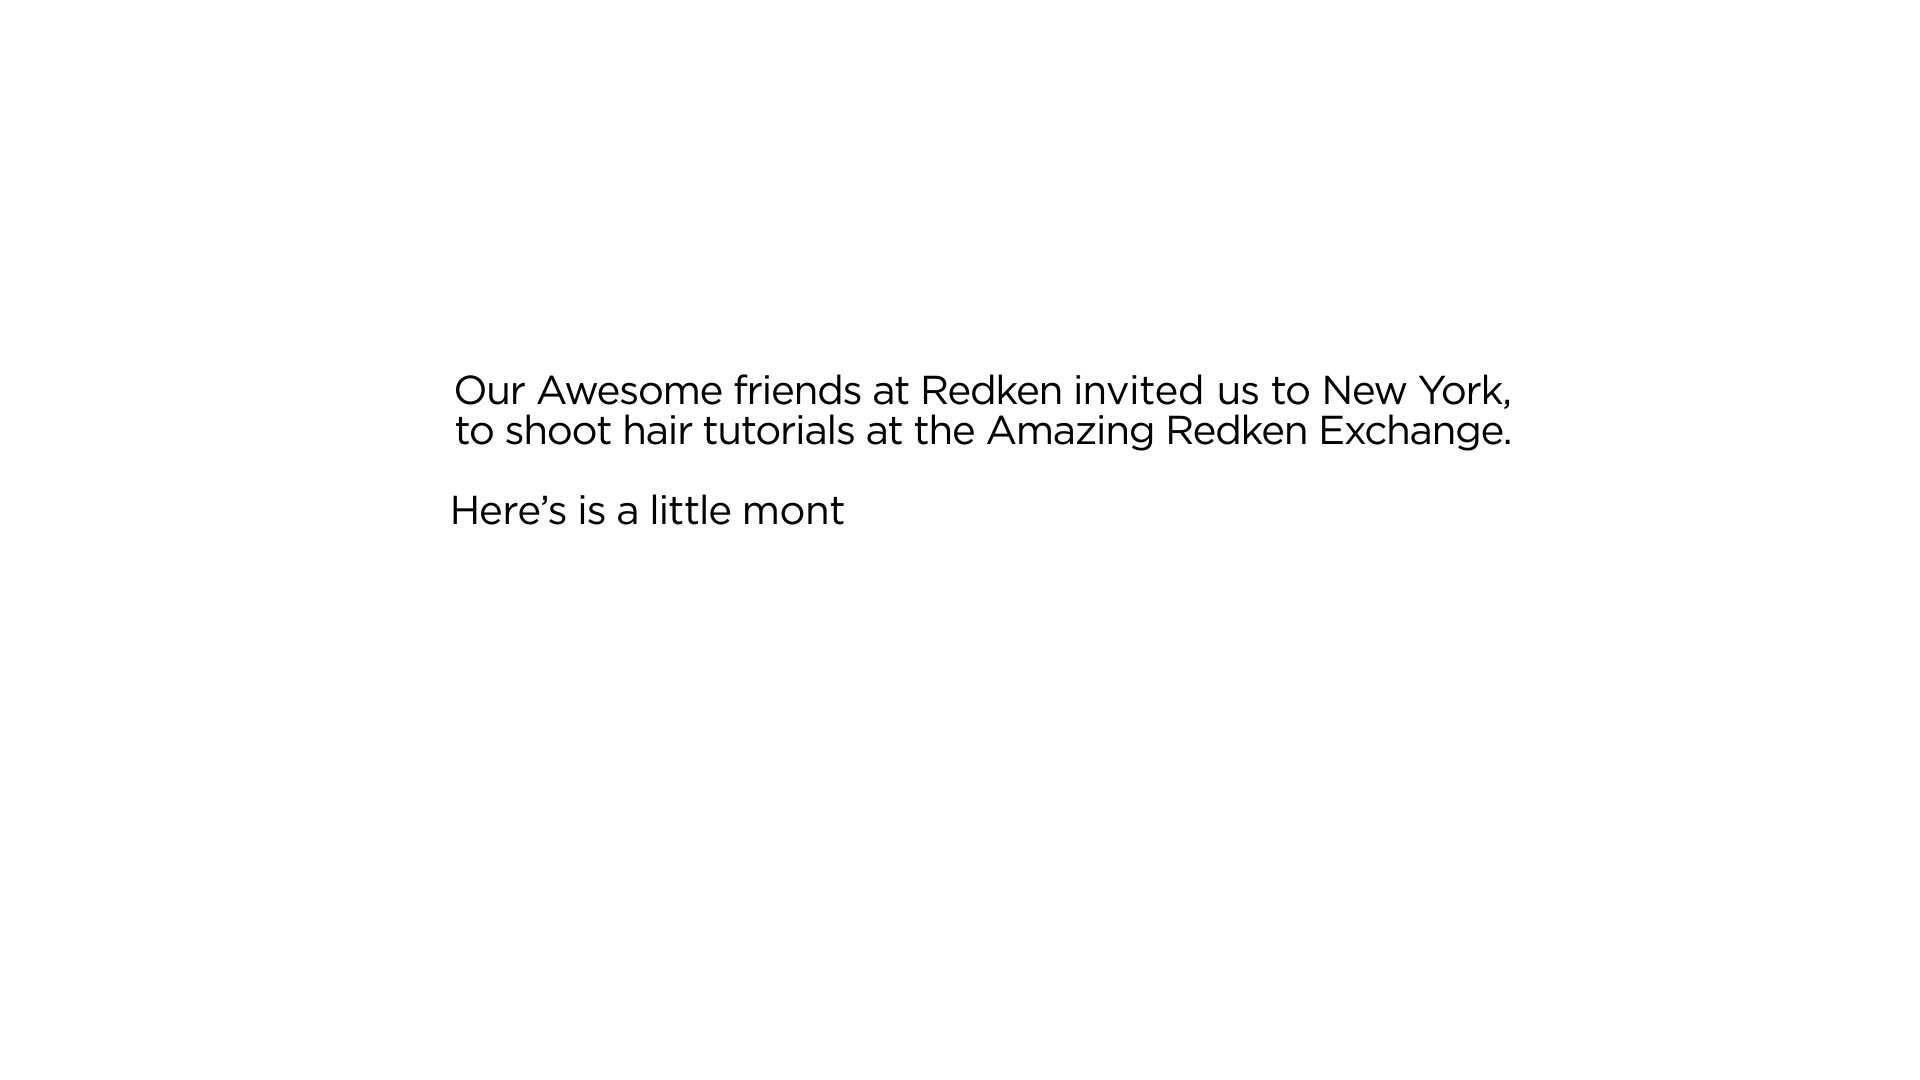 Our Awesome friends at Redken invited us to New York,
to shoot hair tutorials at the Amazing Redken Exchange.
Here’s is a little mont